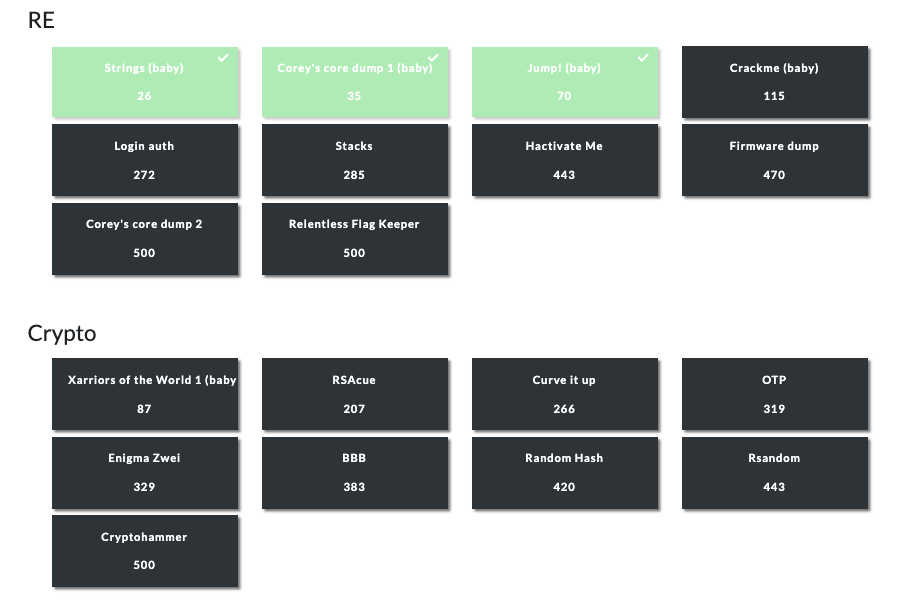 RE
Strings (baby)
26
Corey's core dump 1 (baby)
35
Jump! (baby)
70
Crackme (baby)
115
Login auth
272
Stacks
285
Hactivate Me
443
Firmware dump
470
Corey's core dump 2
500
Relentless Flag Keeper
500
Crypto
Xarriors of the World 1 (baby
87
RSAcue
207
Curve it up
266
OTP
319
Enigma Zwei
329
BBB
383
Random Hash
420
Rsandom
443
Cryptohammer
500